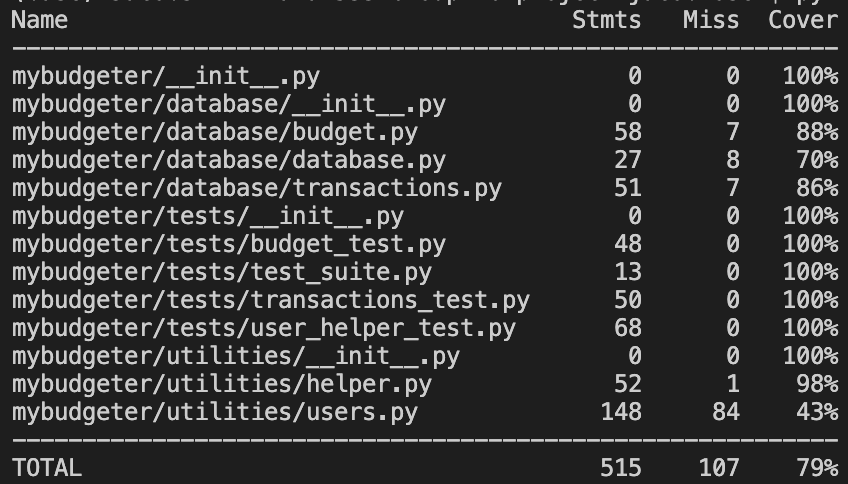 Name Stmts Miss Cover
mybudgeter/__init__.py 0 0 100%
mybudgeter/database/__init__.py 0 0 100%
mybudgeter/database/budget.py 58 7 88%
mybudgeter/database/database.py 27 8 70%
mybudgeter/database/transactions.py 51 7 86%
mybudgeter/tests/__init__.py 0 0 100%
mybudgeter/tests/budget_test.py 48 0 100%
mybudgeter/tests/test_suite.py 13 0 100%
mybudgeter/tests/transactions_test.py 50 0 100%
mybudgeter/tests/user_helper_test.py 68 0 100%
mybudgeter/utilities/__init__.py 0 0 100%
mybudgeter/utilities/helper.py 52 1 98%
mybudgeter/utilities/users.py 148 84 43%
TOTAL 515 107 79%